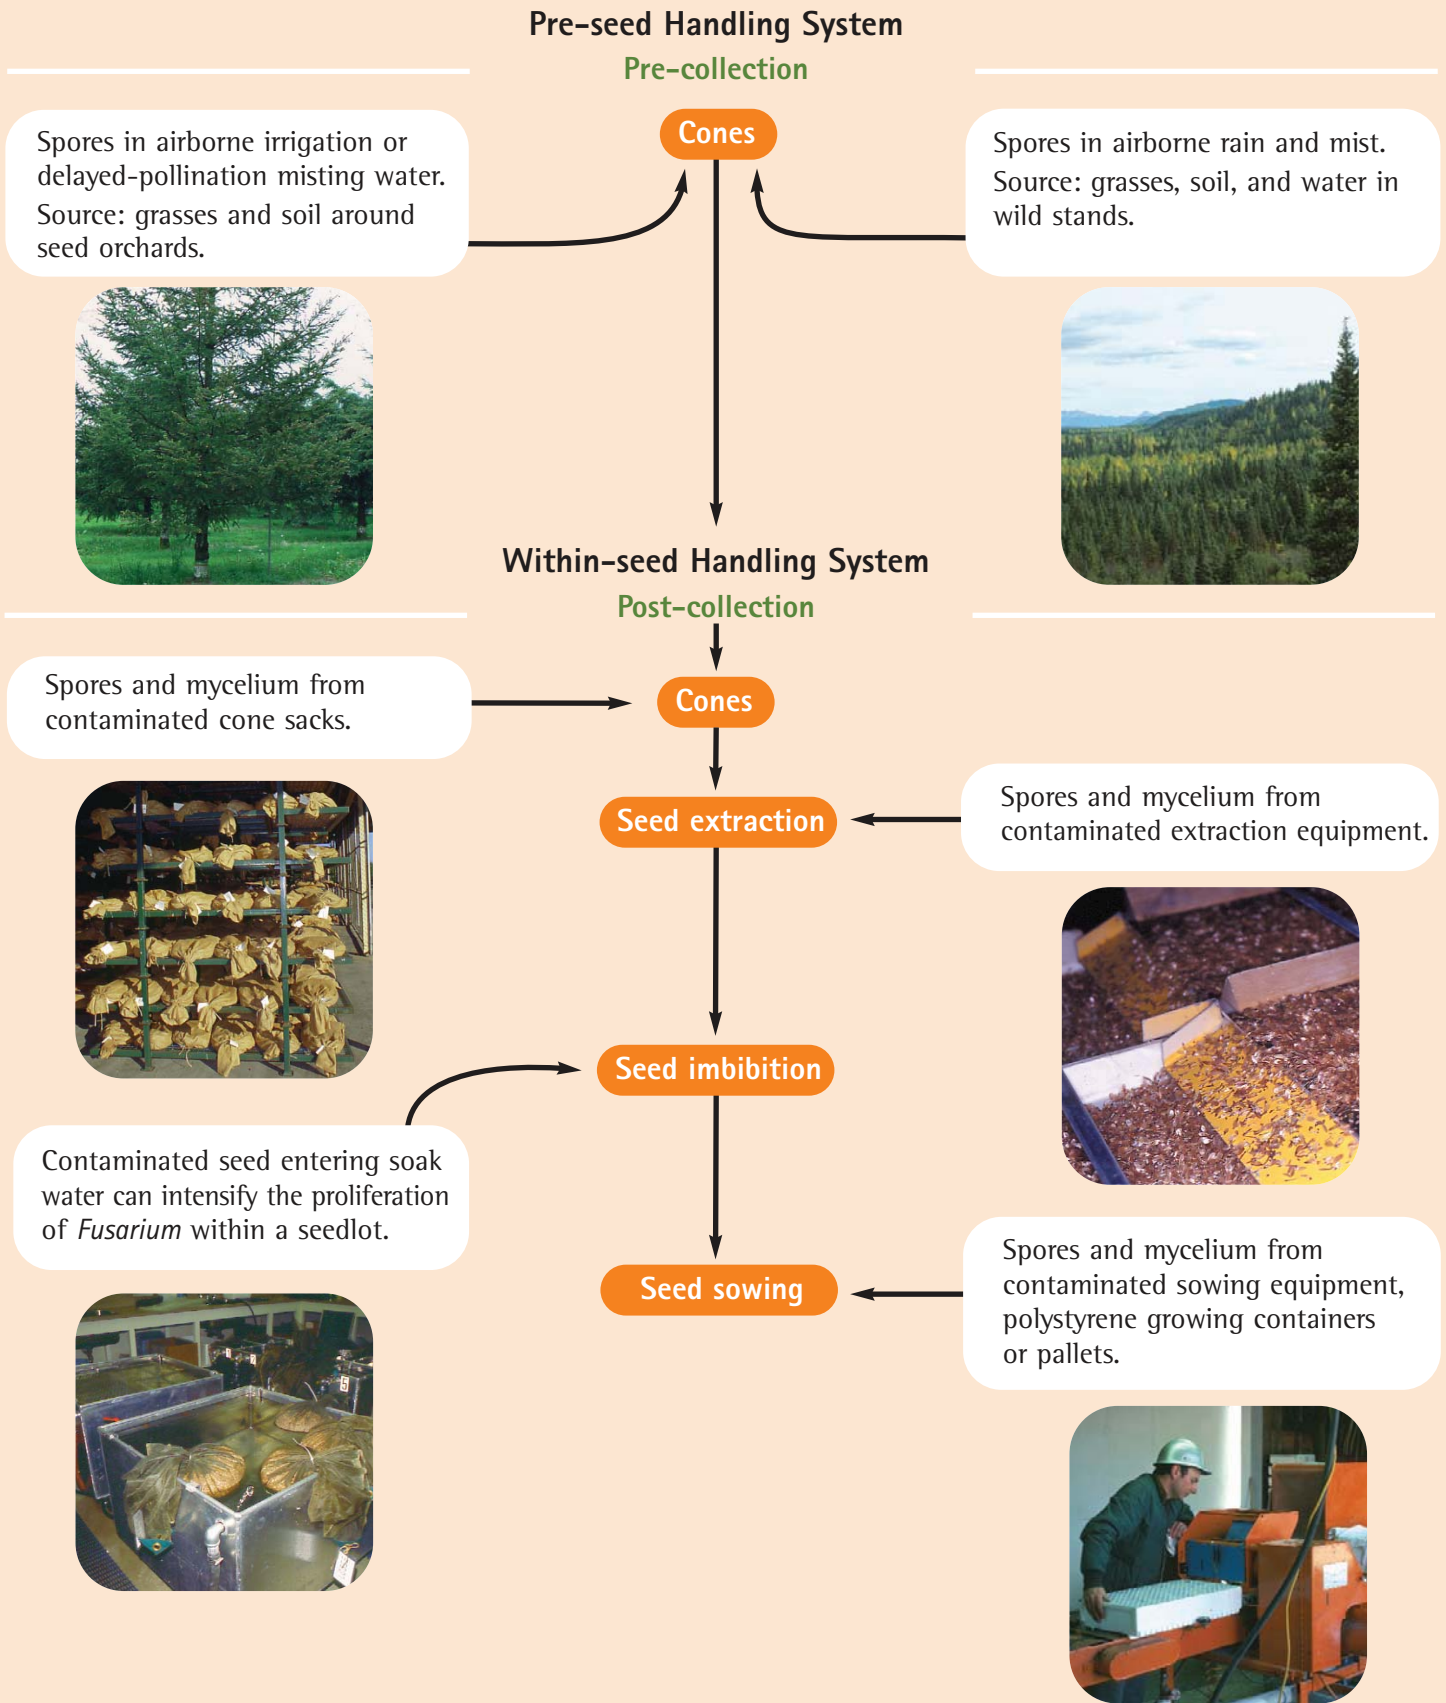 Pre-seed Handling System
Pre-collection
Cones
Spores in airborne irrigation or
delayed-pollination misting water.
Source: grasses and soil around
seed orchards.
Spores in airborne rain and mist.
Source: grasses, soil, and water in
wild stands.
Within-seed Handling System
Post-collection
Spores and mycelium from
contaminated cone sacks.
Cones
Seed extraction
Spores and mycelium from
contaminated extraction equipment.
Seed imbibition
Contaminated seed entering soak
water can intensify the proliferation
of Fusarium within a seedlot.
Seed sowing
Spores and mycelium from
contaminated sowing equipment,
polystyrene growing containers
or pallets.
5